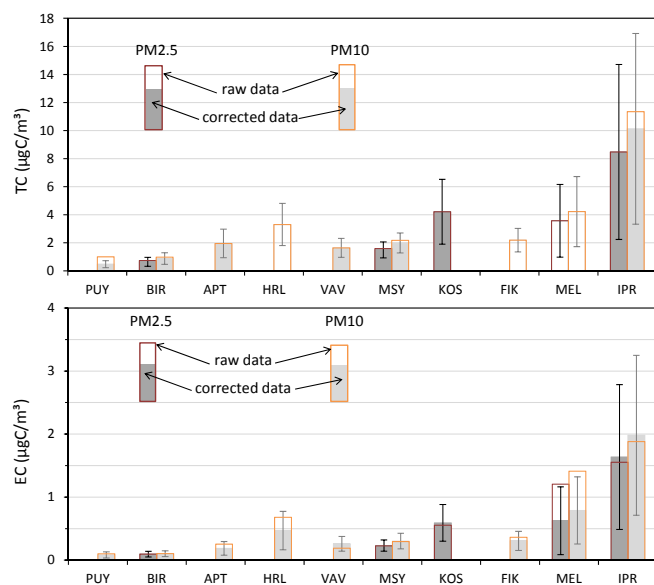 18
16
14
12
10
8
6
4
2
0
TC (µgC/m³)
PM2.5 PM10
raw data
corrected data
PUY BIR APT HRL VAV MSY KOS FIK MEL IPR
4
3
2
1
0
EC (µgC/m³)
PM2.5 PM10
raw data
corrected data
PUY BIR APT HRL VAV MSY KOS FIK MEL IPR